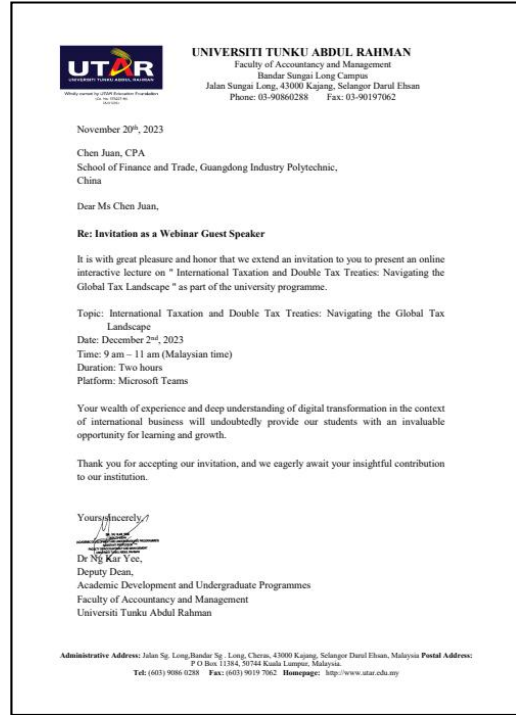 UTAR
UNIVERSITI TUNKU ABDUL RAHMAN
Wholly owned by UTAR Education Foundation
UNIVERSITI TUNKU ABDUL RAHMAN
Faculty of Accountancy and Management
Bandar Sungai Long Campus
Jalan Sungai Long, 43000 Kajang, Selangor Darul Ehsan
Phone: 03-90860288 Fax: 03-90197062
November 20th, 2023
Chen Juan, CPA
School of Finance and Trade, Guangdong Industry Polytechnic,
China
Dear Ms Chen Juan,
Re: Invitation as a Webinar Guest Speaker
It is with great pleasure and honor that we extend an invitation to you to present an online
interactive lecture on " International Taxation and Double Tax Treaties: Navigating the
Global Tax Landscape " as part of the university programme.
Topic: International Taxation and Double Tax Treaties: Navigating the Global Tax
Landscape
Date: December 2nd, 2023
Time: 9 am – 11 am (Malaysian time)
Duration: Two hours
Platform: Microsoft Teams
Your wealth of experience and deep understanding of digital transformation in the context
of international business will undoubtedly provide our students with an invaluable
opportunity for learning and growth.
Thank you for accepting our invitation, and we eagerly await your insightful contribution
to our institution.
Yours sincerely,
Dr Ng Kar Yee,
Deputy Dean,
Academic Development and Undergraduate Programmes
Faculty of Accountancy and Management
Universiti Tunku Abdul Rahman
Administrative Address: Jalan Sg. Long,Bandar Sg . Long, Cheras, 43000 Kajang, Selangor Darul Ehsan, Malaysia Postal Address:
P O Box 11384, 50744 Kuala Lumpur, Malaysia.
Tel: (603) 9086 0288 Fax: (603) 9019 7062 Homepage: http://www.utar.edu.my